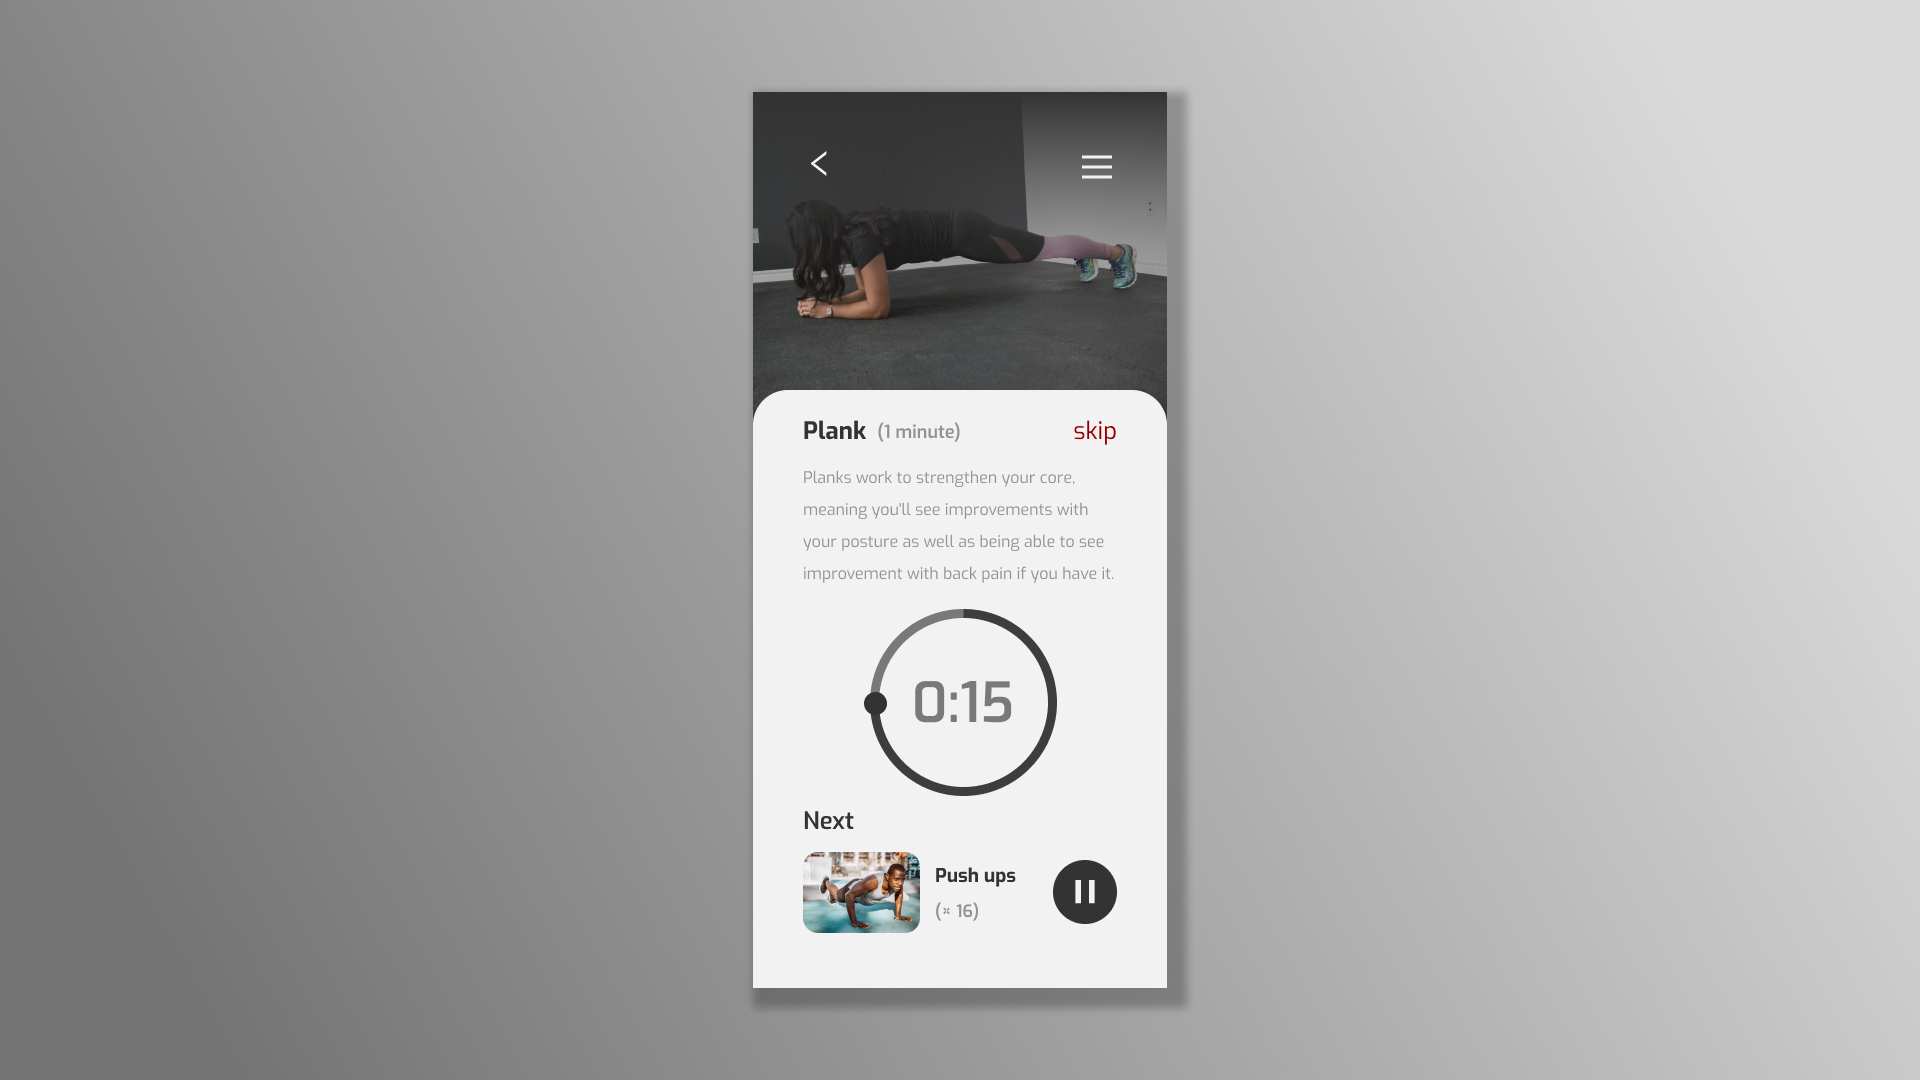 Plank (1 minute) skip
Planks work to strengthen your core,
meaning you'll see improvements with
your posture as well as being able to see
improvement with back pain if you have it.
0:15
Next
Push ups
(× 16)